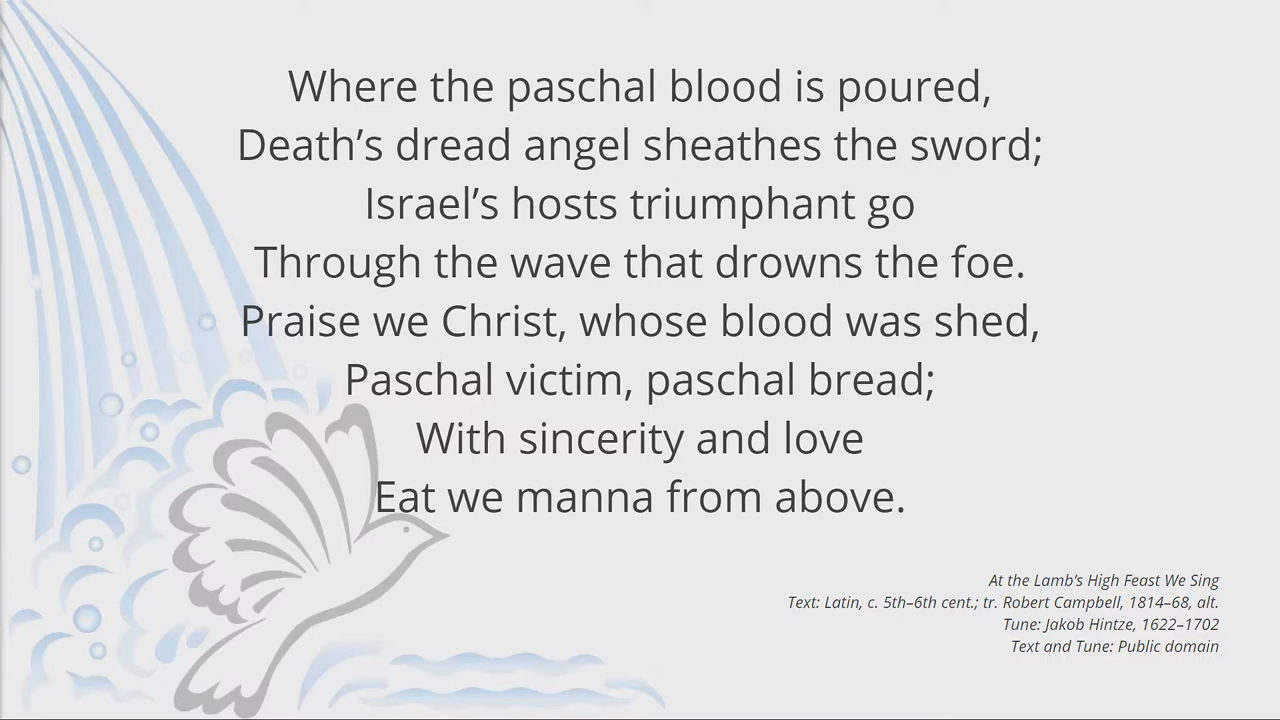 Where the paschal blood is poured,
Death’s dread angel sheathes the sword;
Israel’s hosts triumphant go
Through the wave that drowns the foe.
Praise we Christ, whose blood was shed,
Paschal victim, paschal bread;
With sincerity and love
Eat we manna from above.
At the Lamb’s High Feast We Sing
Text: Latin, c. 5th–6th cent.; tr. Robert Campbell, 1814–68, alt.
Tune: Jakob Hintze, 1622–1702
Text and Tune: Public domain